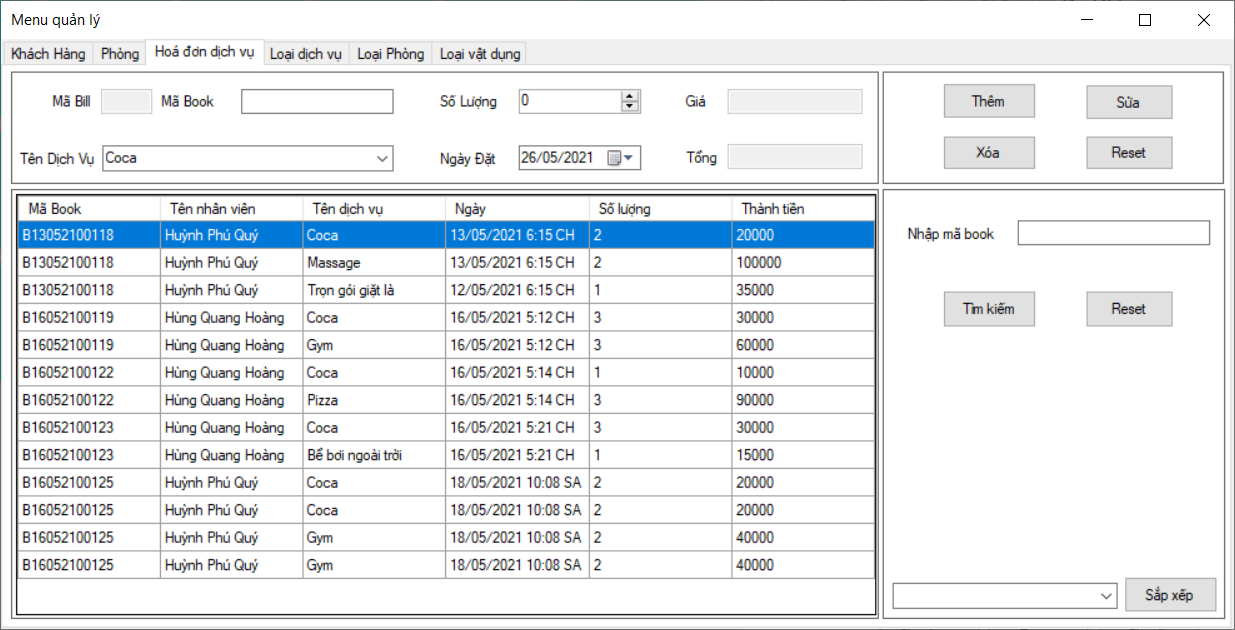 Menu quản lý
Khách Hàng Phòng Hoá đơn dịch vụ Loại dịch vụ Loại Phòng Loại vật dụng
Mã Bill Mã Book Số Lượng 0 Giá Thêm Sửa
Tên Dịch Vụ Coca Ngày Đặt 26/05/2021 Tổng Xóa Reset
Mã Book Tên nhân viên Tên dịch vụ Ngày Số lượng Thành tiền
B13052100118 Huỳnh Phú Quý Coca 13/05/2021 6:15 CH 2 20000
Nhập mã book
B13052100118 Huỳnh Phú Quý Massage 13/05/2021 6:15 CH 2 100000
B13052100118 Huỳnh Phú Quý Trọn gói giặt là 12/05/2021 6:15 CH 1 35000
B16052100119 Hùng Quang Hoàng Coca 16/05/2021 5:12 CH 3 30000
Tìm kiếm Reset
B16052100119 Hùng Quang Hoàng Gym 16/05/2021 5:12 CH 3 60000
B16052100122 Hùng Quang Hoàng Coca 16/05/2021 5:14 CH 1 10000
B16052100122 Hùng Quang Hoàng Pizza 16/05/2021 5:14 CH 3 90000
B16052100123 Hùng Quang Hoàng Coca 16/05/2021 5:21 CH 3 30000
B16052100123 Hùng Quang Hoàng Bể bơi ngoài trời 16/05/2021 5:21 CH 1 15000
B16052100125 Huỳnh Phú Quý Coca 18/05/2021 10:08 SA 2 20000
B16052100125 Huỳnh Phú Quý Coca 18/05/2021 10:08 SA 2 20000
B16052100125 Huỳnh Phú Quý Gym 18/05/2021 10:08 SA 2 40000
B16052100125 Huỳnh Phú Quý Gym 18/05/2021 10:08 SA 2 40000
Sắp xếp